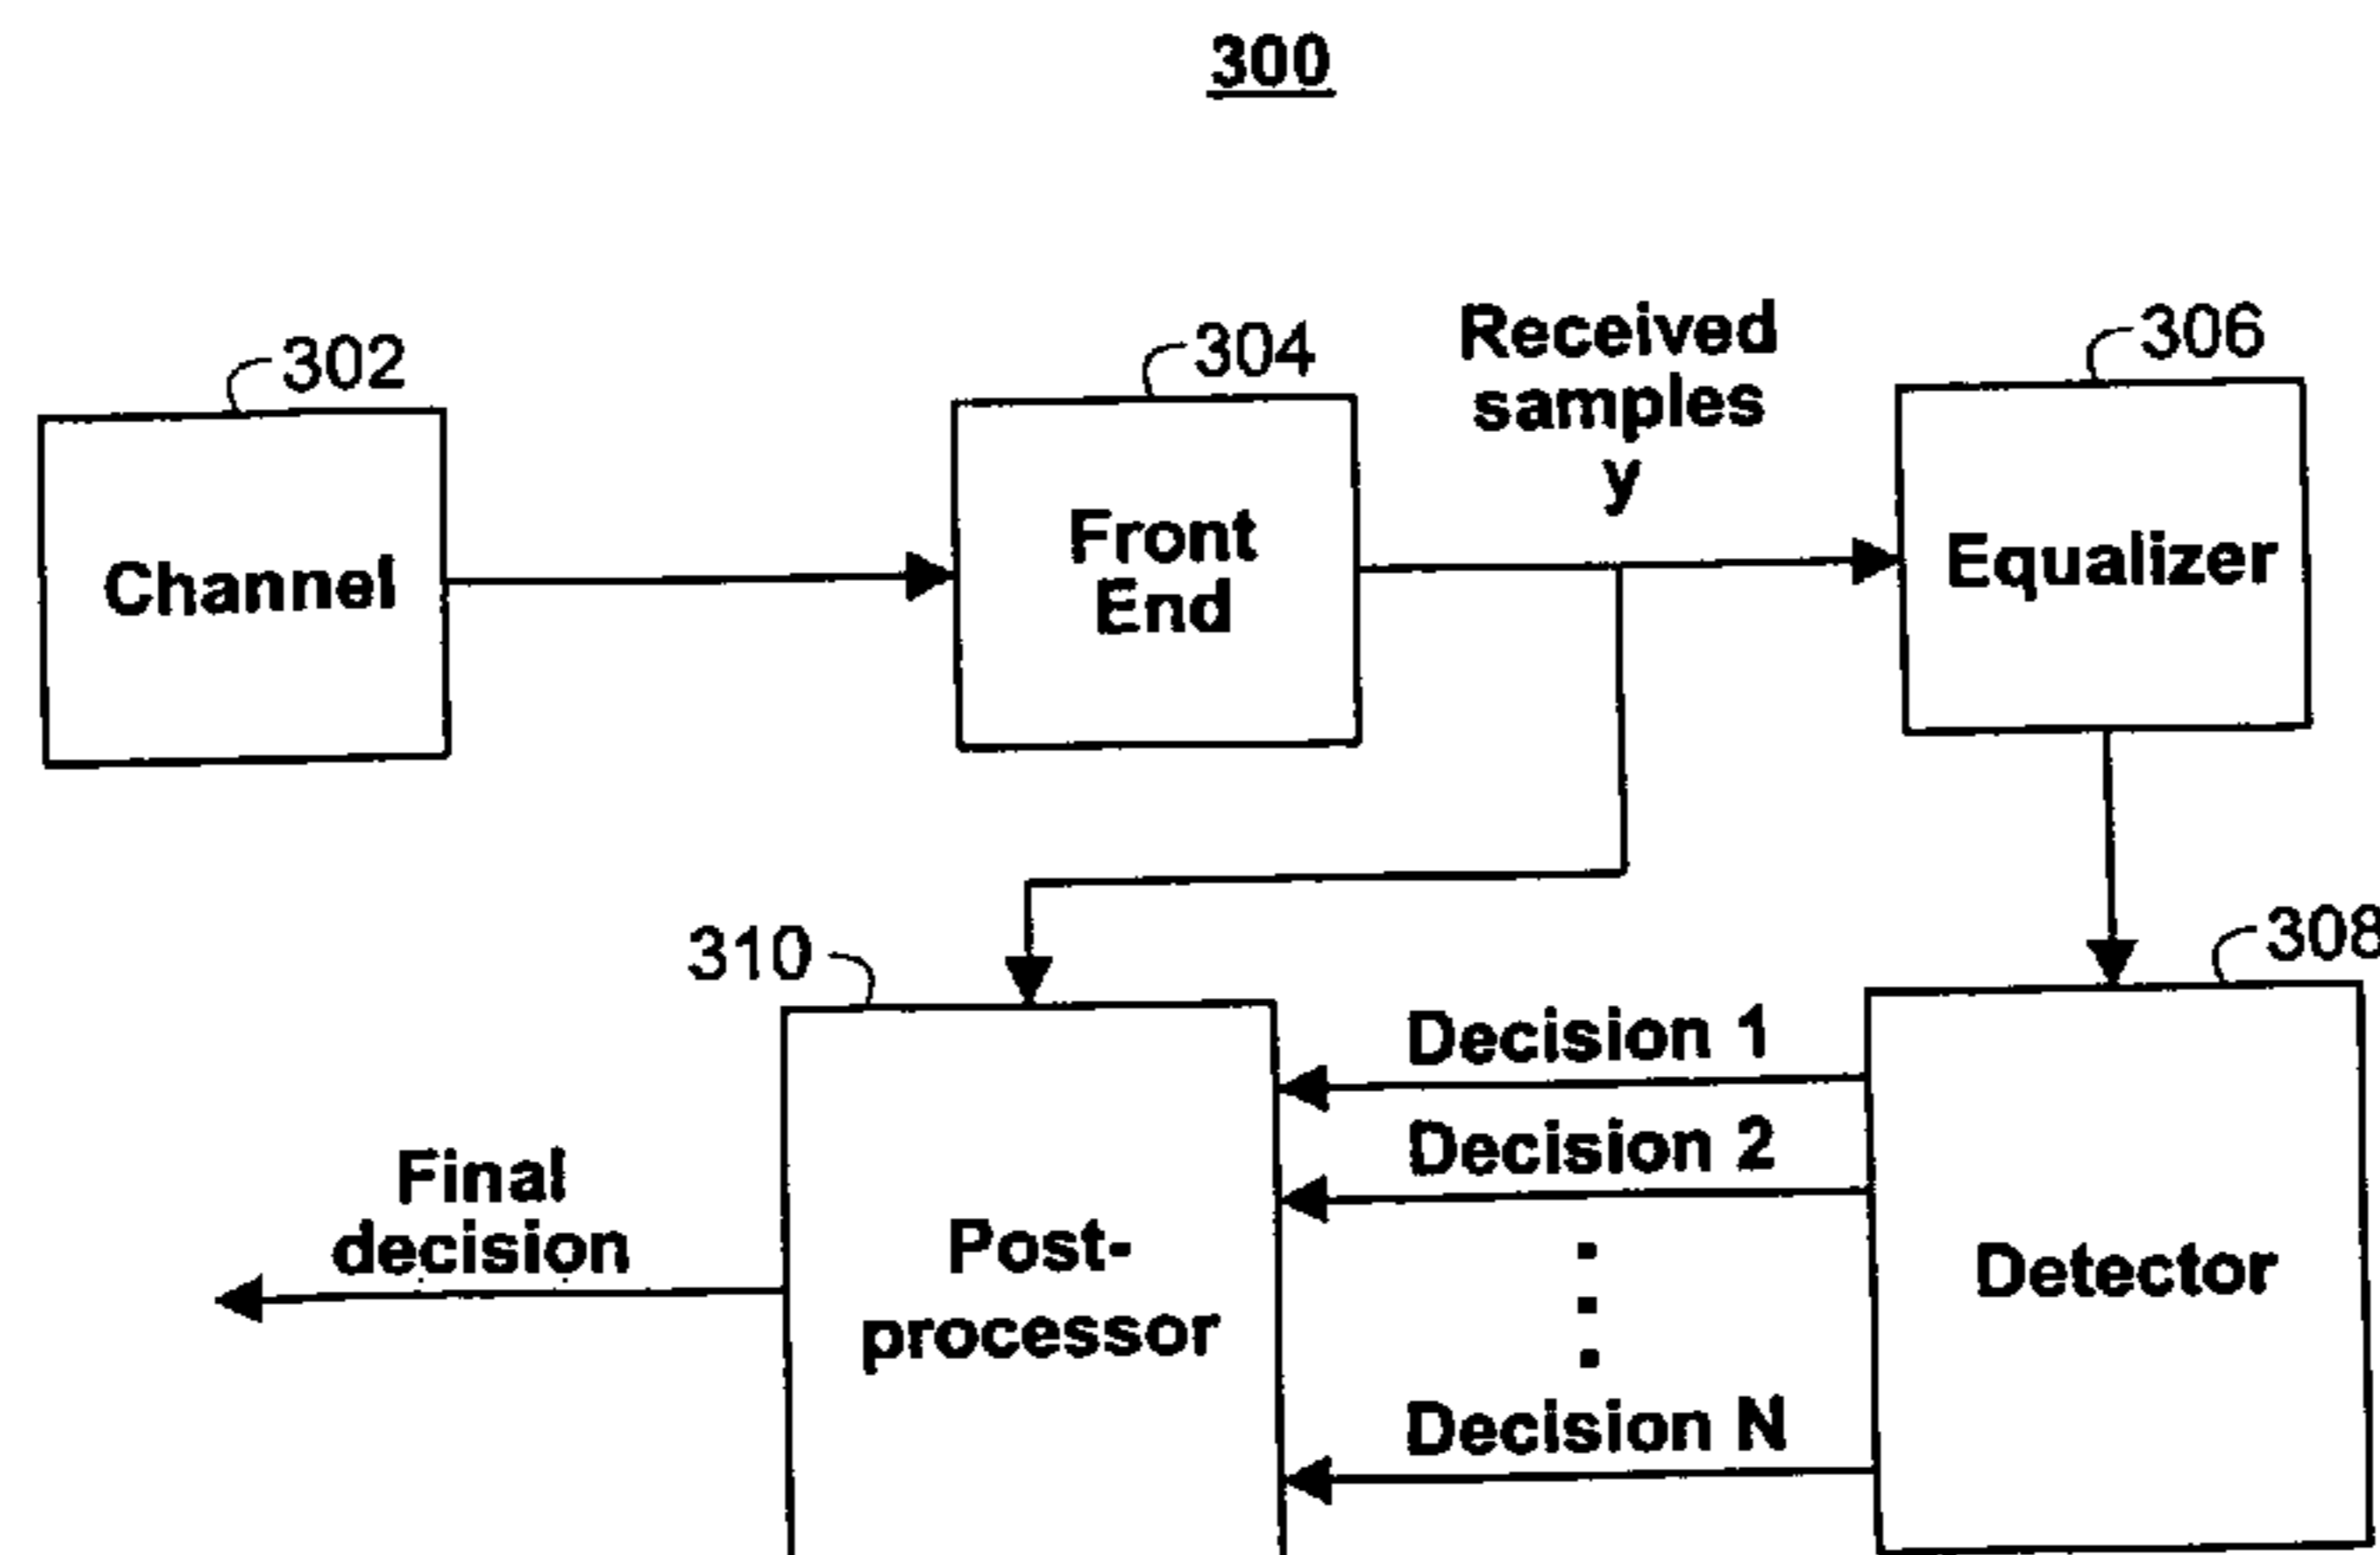 300
302
304
Received
samples
y
306
Channel
Front
End
Equalizer
310
308
Decision 1
Decision 2
Final
decision
Post-
processor
Detector
Decision N